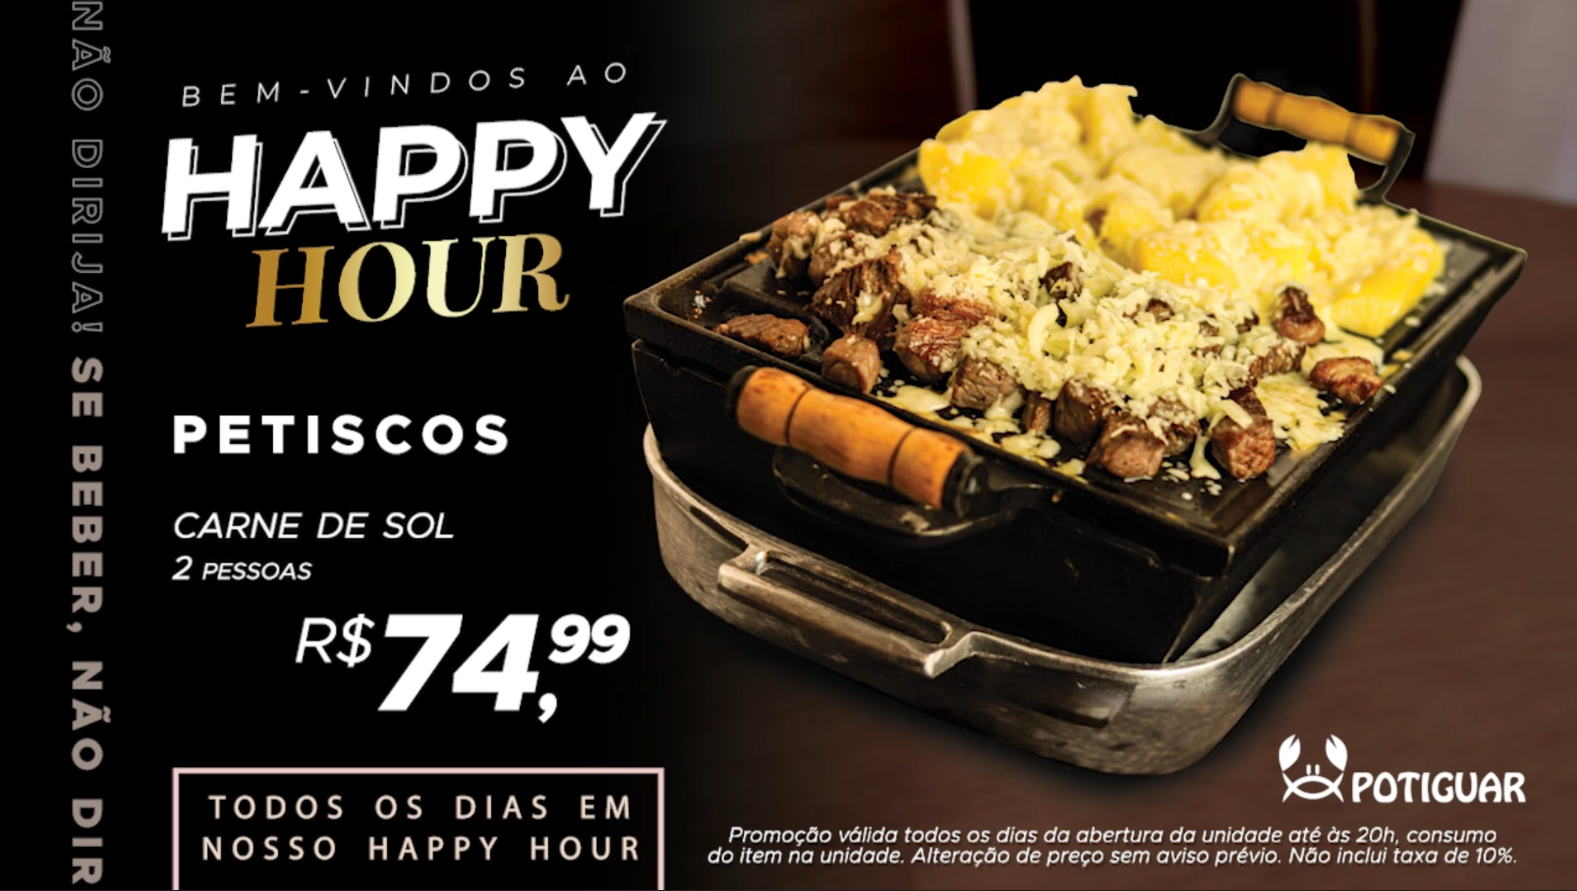 NÃO DIRIJA! SE BEBER, NÃO DIR
BEM-VINDOS AO
HAPPY
HOUR
PETISCOS
CARNE DE SOL
2 PESSOAS
R$74,99
TODOS OS DIAS EM
NOSSO HAPPY HOUR
POTIGUAR
Promoção válida todos os dias da abertura da unidade até às 20h, consumo
do item na unidade. Alteração de preço sem aviso prévio. Não inclui taxa de 10%.